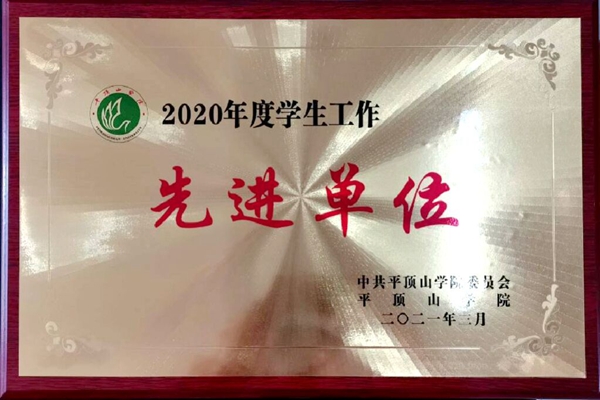 2020年度学生工作
先进单位
中共平顶山学院委员会
平顶山学院
二〇二一年三月